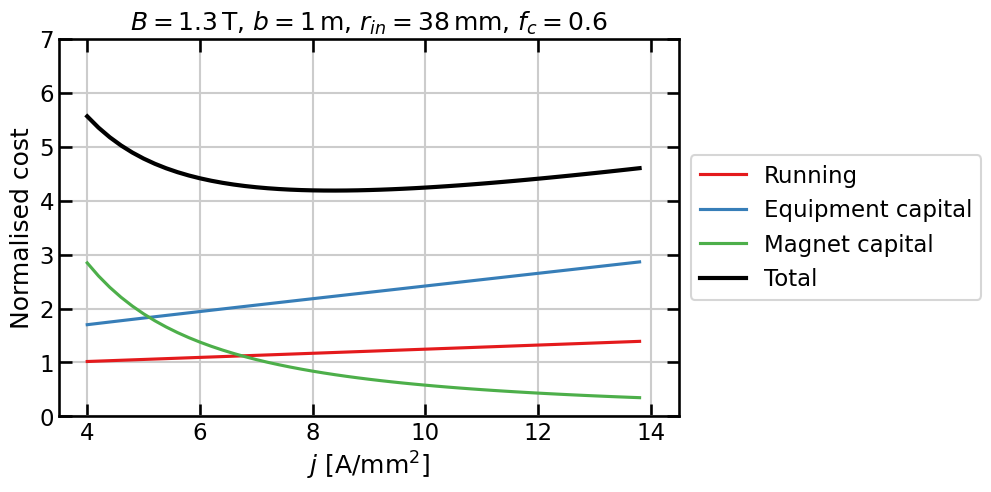 B = 1.3 T, b = 1 m, r_in = 38 mm, f_c = 0.6
Normalised cost
7
6
5
4
3
2
1
0
4 6 8 10 12 14
j [A/mm²]
Running
Equipment capital
Magnet capital
Total